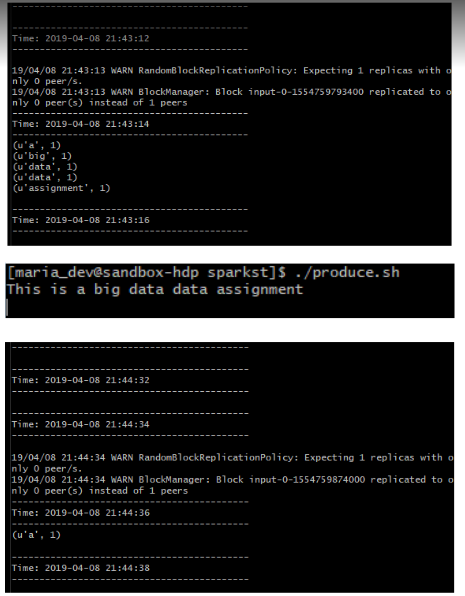 ----------------------------------------
----------------------------------------
Time: 2019-04-08 21:43:12
----------------------------------------
19/04/08 21:43:13 WARN RandomBlockReplicationPolicy: Expecting 1 replicas with o
nly 0 peer/s.
19/04/08 21:43:13 WARN BlockManager: Block input-0-1554759793400 replicated to o
nly 0 peer(s) instead of 1 peers
----------------------------------------
Time: 2019-04-08 21:43:14
----------------------------------------
(u'a', 1)
(u'big', 1)
(u'data', 1)
(u'data', 1)
(u'assignment', 1)
----------------------------------------
Time: 2019-04-08 21:43:16
----------------------------------------
[maria_dev@sandbox-hdp sparkst]$ ./produce.sh
This is a big data data assignment
----------------------------------------
----------------------------------------
Time: 2019-04-08 21:44:32
----------------------------------------
----------------------------------------
Time: 2019-04-08 21:44:34
----------------------------------------
19/04/08 21:44:34 WARN RandomBlockReplicationPolicy: Expecting 1 replicas with o
nly 0 peer/s.
19/04/08 21:44:34 WARN BlockManager: Block input-0-1554759874000 replicated to o
nly 0 peer(s) instead of 1 peers
----------------------------------------
Time: 2019-04-08 21:44:36
----------------------------------------
(u'a', 1)
----------------------------------------
Time: 2019-04-08 21:44:38
----------------------------------------